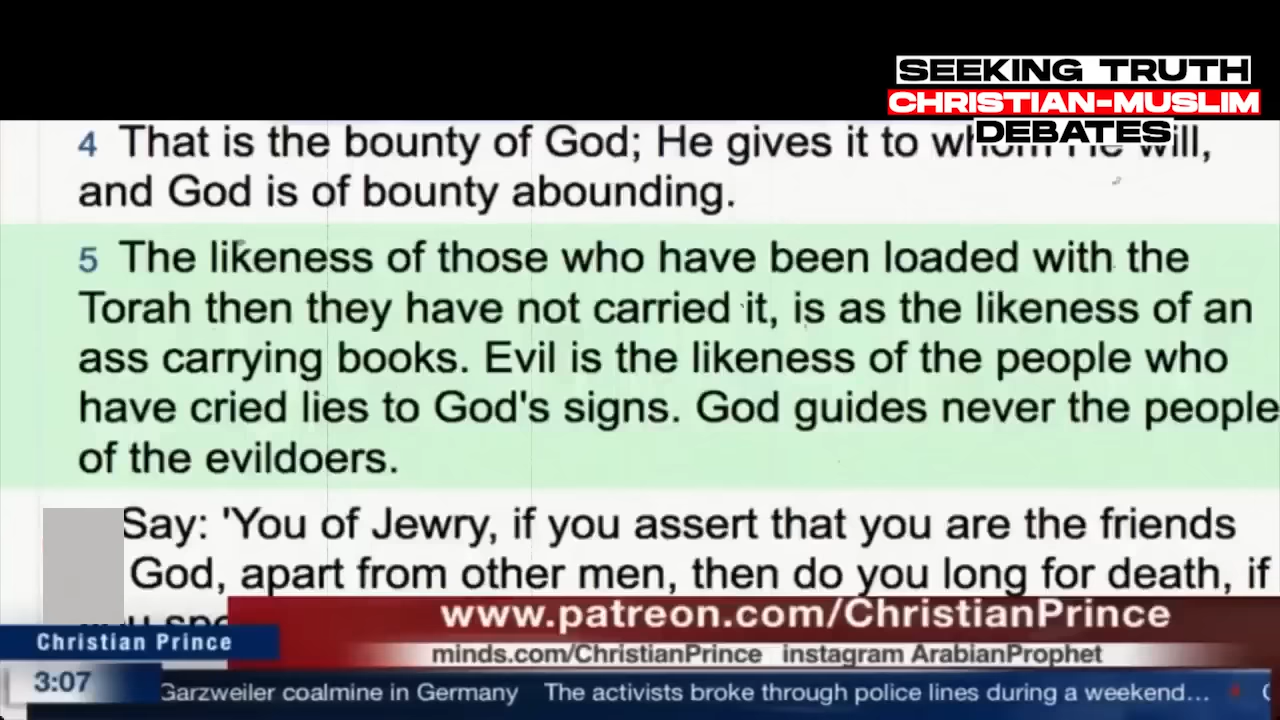 SEEKING TRUTH
CHRISTIAN-MUSLIM
DEBATES
4 That is the bounty of God; He gives it to whom He will,
and God is of bounty abounding.
5 The likeness of those who have been loaded with the
Torah then they have not carried it, is as the likeness of an
ass carrying books. Evil is the likeness of the people who
have cried lies to God's signs. God guides never the people
of the evildoers.
Say: 'You of Jewry, if you assert that you are the friends
God, apart from other men, then do you long for death, if
www.patreon.com/ChristianPrince
Christian Prince
minds.com/ChristianPrince instagram ArabianProphet
3:07
Garzweiler coalmine in Germany The activists broke through police lines during a weekend...